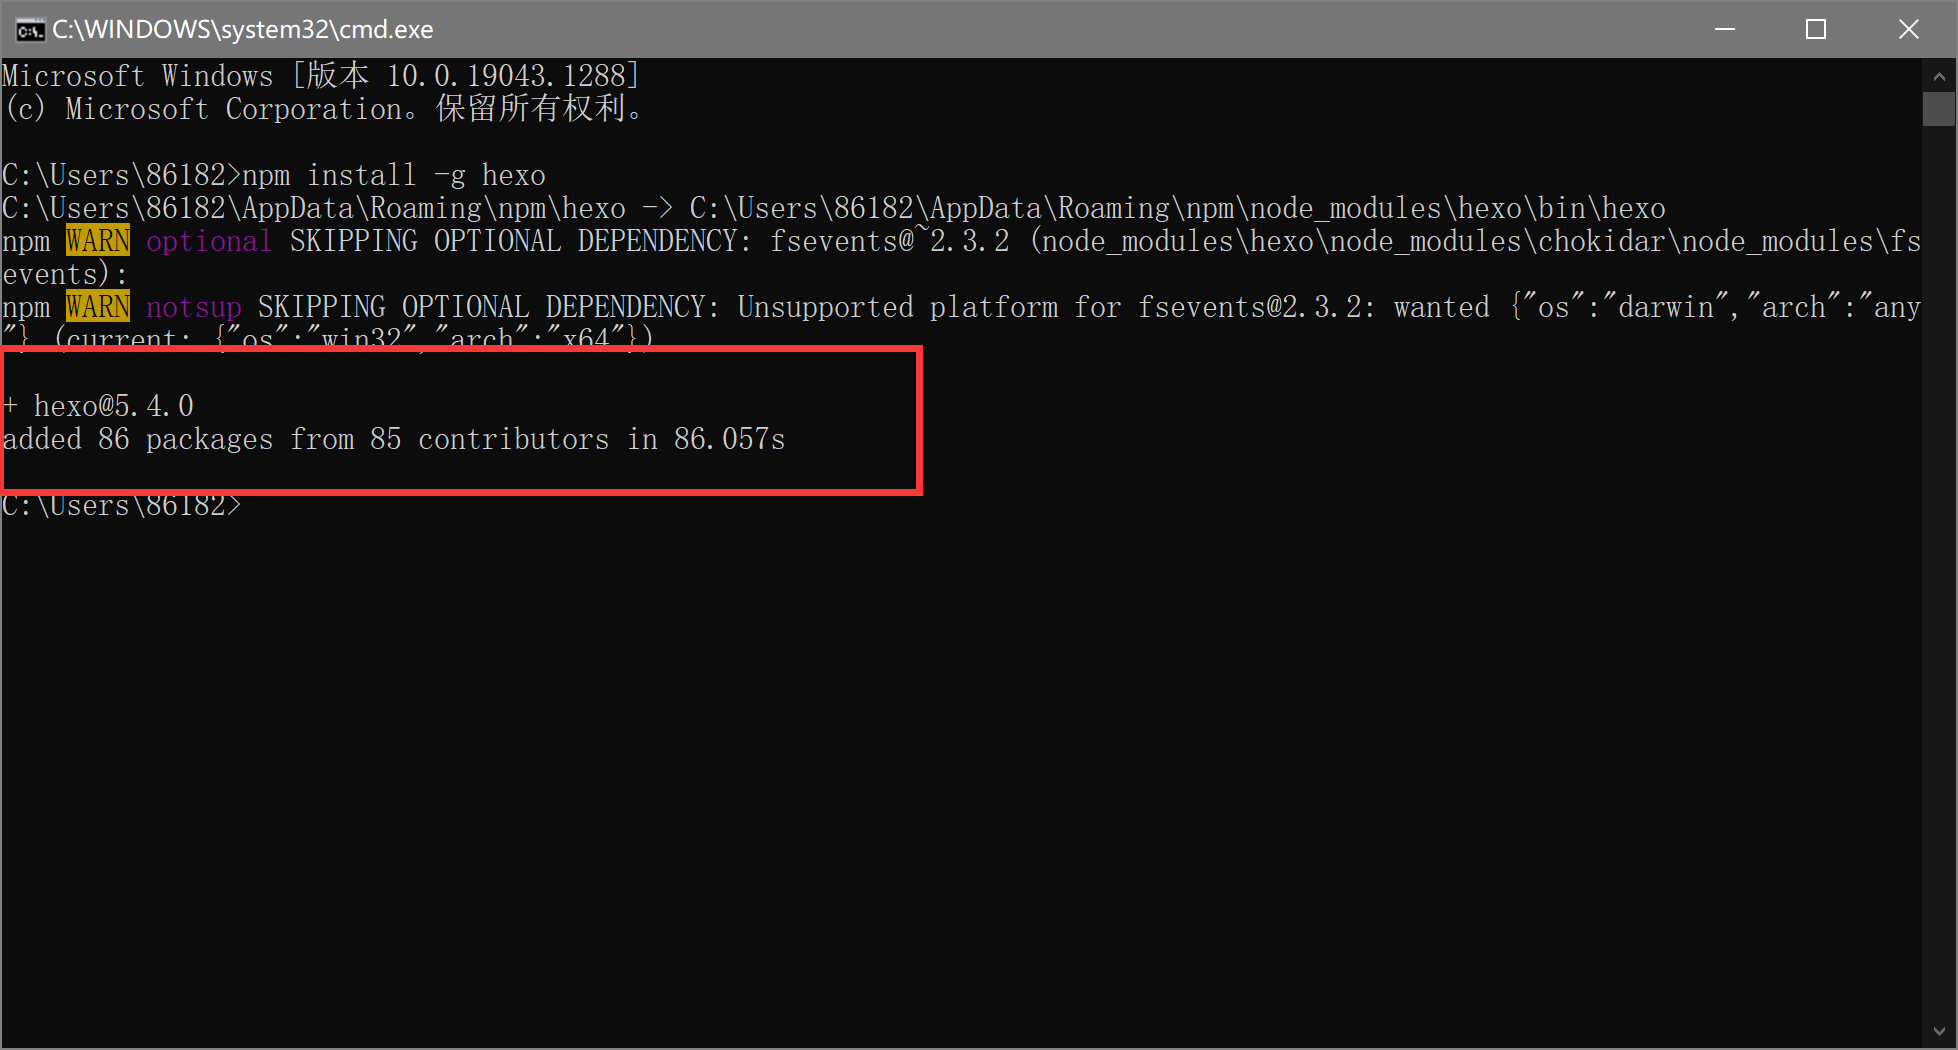 C:\WINDOWS\system32\cmd.exe
Microsoft Windows [版本 10.0.19043.1288]
(c) Microsoft Corporation。保留所有权利。
C:\Users\86182>npm install -g hexo
C:\Users\86182\AppData\Roaming\npm\hexo -> C:\Users\86182\AppData\Roaming\npm\node_modules\hexo\bin\hexo
npm WARN optional SKIPPING OPTIONAL DEPENDENCY: fsevents@~2.3.2 (node_modules\hexo\node_modules\chokidar\node_modules\fs
events):
npm WARN notsup SKIPPING OPTIONAL DEPENDENCY: Unsupported platform for fsevents@2.3.2: wanted {"os":"darwin","arch":"any
"} (current: {"os":"win32","arch":"x64"})
+ hexo@5.4.0
added 86 packages from 85 contributors in 86.057s
C:\Users\86182>